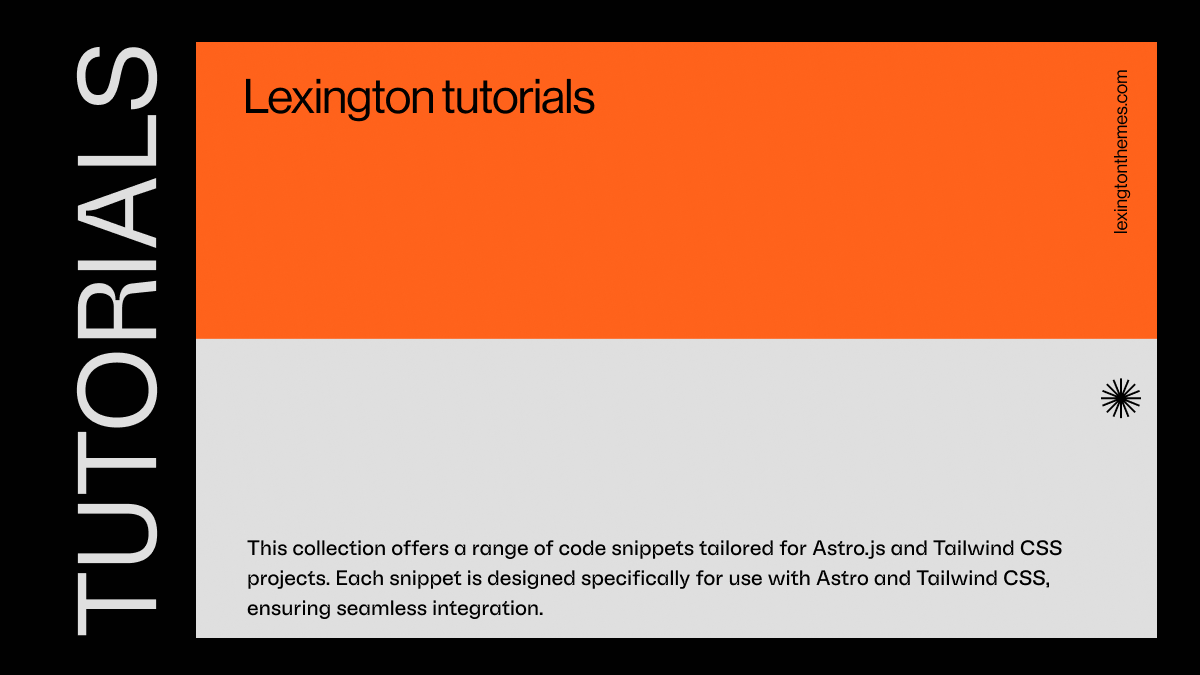 TUTORIALS
Lexington tutorials
lexingtonthemes.com
This collection offers a range of code snippets tailored for Astro.js and Tailwind CSS
projects. Each snippet is designed specifically for use with Astro and Tailwind CSS,
ensuring seamless integration.